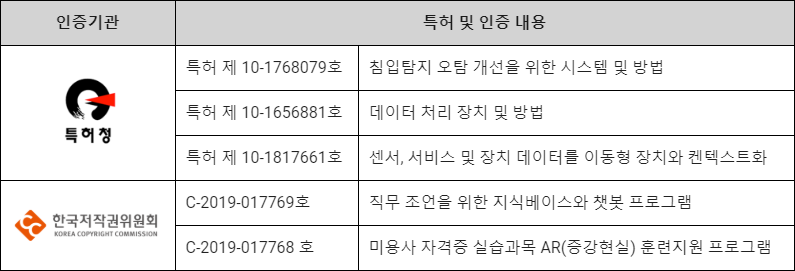 인증기관 특허 및 인증 내용
특허청
특허 제 10-1768079호 침입탐지 오탐 개선을 위한 시스템 및 방법
특허 제 10-1656881호 데이터 처리 장치 및 방법
특허 제 10-1817661호 센서, 서비스 및 장치 데이터를 이동형 장치와 켄텍스트화
한국저작권위원회
KOREA COPYRIGHT COMMISSION
C-2019-017769호 직무 조언을 위한 지식베이스와 챗봇 프로그램
C-2019-017768 호 미용사 자격증 실습과목 AR(증강현실) 훈련지원 프로그램